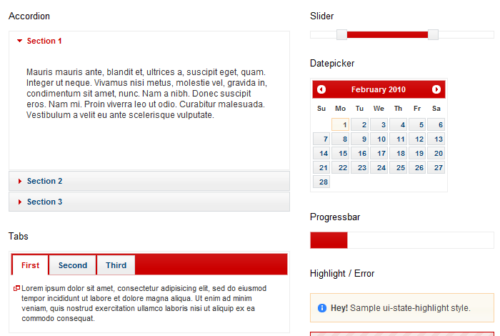 Accordion
Section 1
Mauris mauris ante, blandit et, ultrices a, suscipit eget, quam.
Integer ut neque. Vivamus nisi metus, molestie vel, gravida in,
condimentum sit amet, nunc. Nam a nibh. Donec suscipit
eros. Nam mi. Proin viverra leo ut odio. Curabitur malesuada.
Vestibulum a velit eu ante scelerisque vulputate.
Section 2
Section 3
Tabs
First Second Third
Lorem ipsum dolor sit amet, consectetur adipisicing elit, sed do eiusmod
tempor incididunt ut labore et dolore magna aliqua. Ut enim ad minim
veniam, quis nostrud exercitation ullamco laboris nisi ut aliquip ex ea
commodo consequat.
Slider
Datepicker
February 2010
Su Mo Tu We Th Fr Sa
1 2 3 4 5 6
7 8 9 10 11 12 13
14 15 16 17 18 19 20
21 22 23 24 25 26 27
28
Progressbar
Highlight / Error
Hey! Sample ui-state-highlight style.